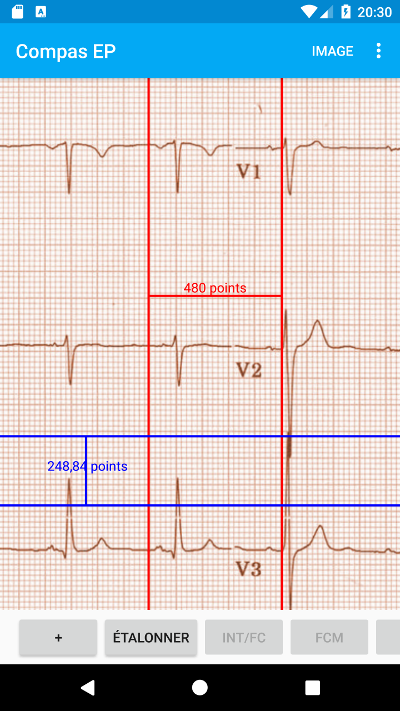 A 20:30
Compas EP IMAGE
V1
480 points
V2
248,84 points
V3
+ ÉTALONNER INT/FC FCM